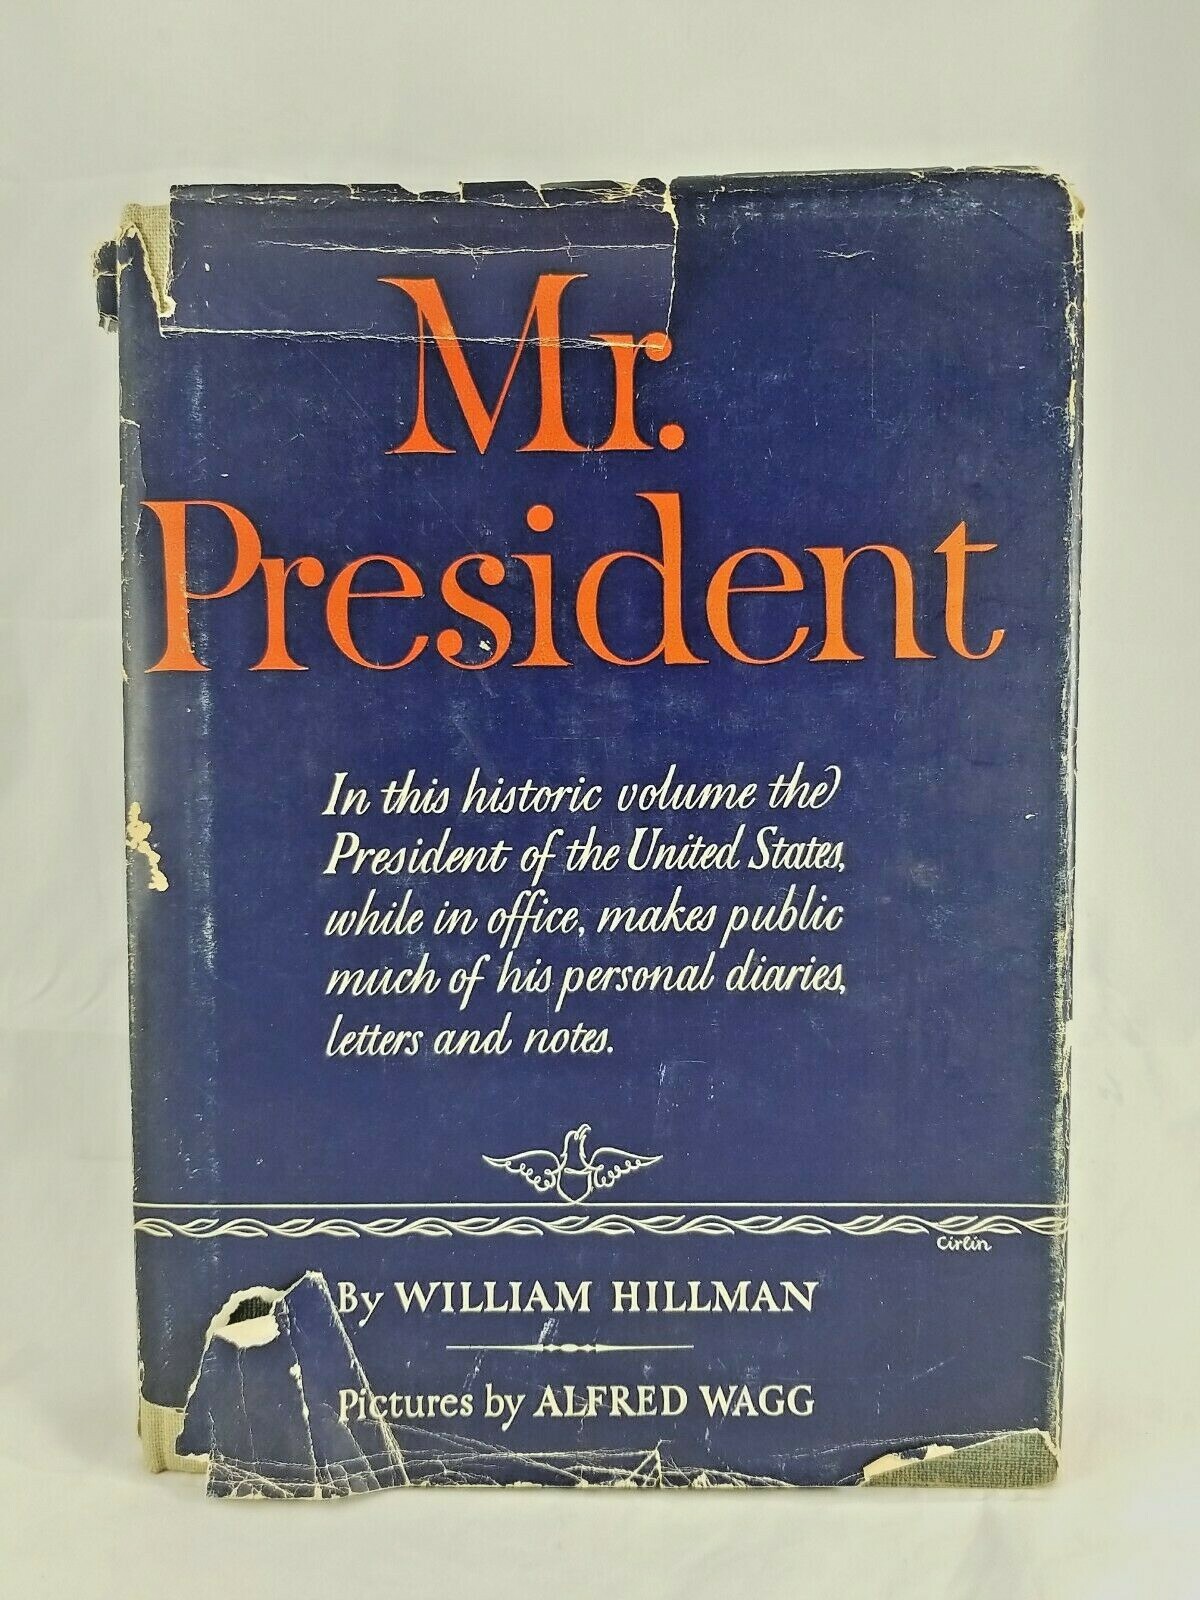 Mr.
President
In this historic volume the
President of the United States,
while in office, makes public
much of his personal diaries,
letters and notes.
Cirlin
By WILLIAM HILLMAN
Pictures by ALFRED WAGG